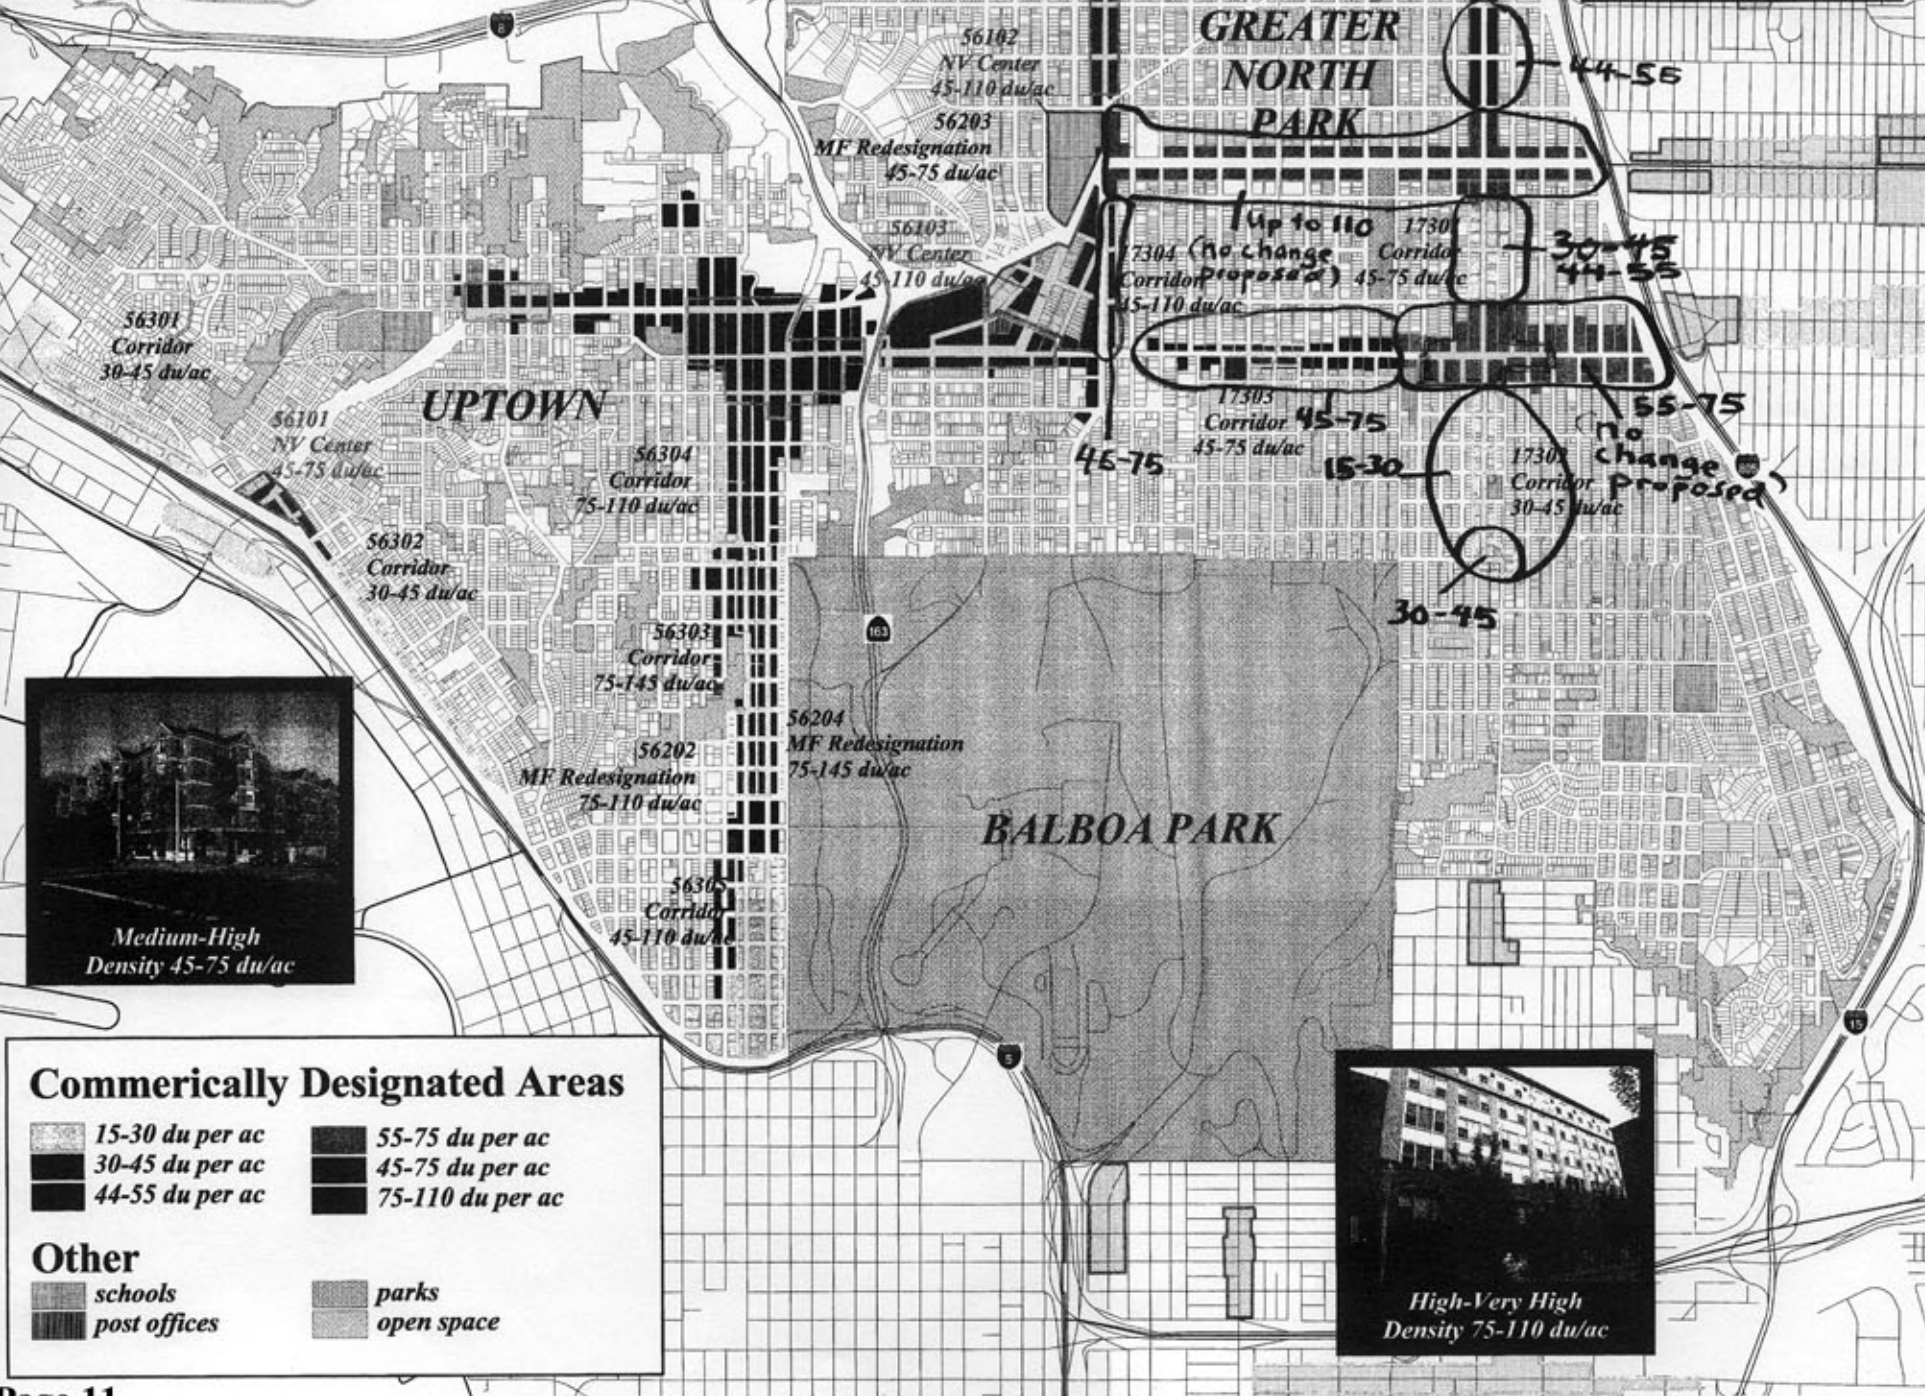 8
GREATER
NORTH
PARK
56102
NV Center
45-110 du/ac
44-55
56203
MF Redesignation
45-75 du/ac
up to 110
(no change
proposed)
56103
NV Center
45-110 du/ac
17304
Corridor
45-110 du/ac
Corridor
45-75 du/ac
30-45
44-55
56301
Corridor
30-45 du/ac
UPTOWN
56101
NV Center
45-75 du/ac
56304
Corridor
75-110 du/ac
45-75
17303
Corridor
45-75 du/ac
45-75
15-30
55-75
(no
change
proposed)
Corridor
30-45 du/ac
56302
Corridor
30-45 du/ac
30-45
163
56303
Corridor
75-145 du/ac
56204
MF Redesignation
75-145 du/ac
56202
MF Redesignation
75-110 du/ac
BALBOA PARK
56305
Corridor
45-110 du/ac
Medium-High
Density 45-75 du/ac
15
5
Commerically Designated Areas
15-30 du per ac
30-45 du per ac
44-55 du per ac
55-75 du per ac
45-75 du per ac
75-110 du per ac
Other
schools
post offices
parks
open space
High-Very High
Density 75-110 du/ac
Page 11